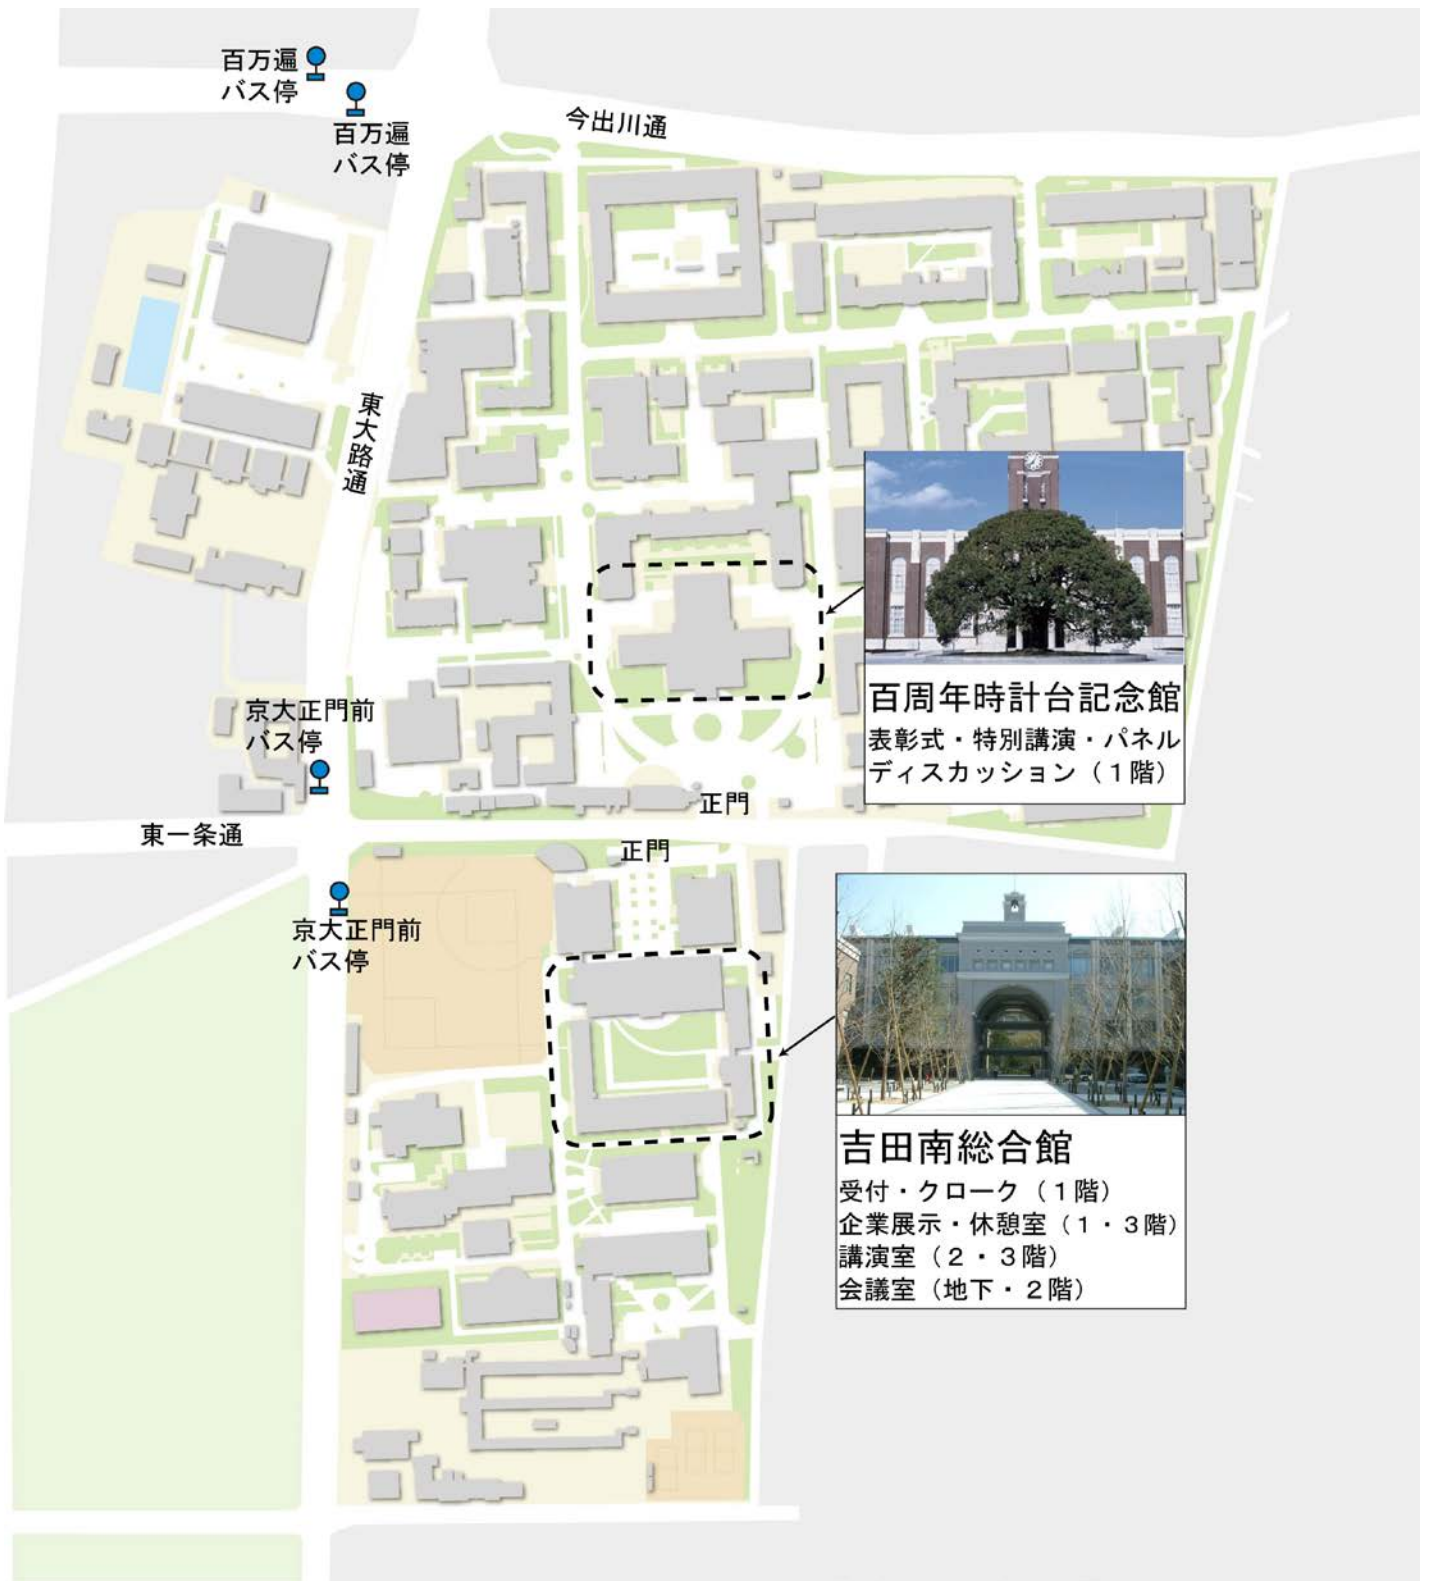 百万遍
バス停
百万遍
バス停
今出川通
東大路通
百周年時計台記念館
表彰式・特別講演・パネル
ディスカッション（１階）
京大正門前
バス停
正門
東一条通
正門
京大正門前
バス停
吉田南総合館
受付・クローク（１階）
企業展示・休憩室（１・３階）
講演室（２・３階）
会議室（地下・２階）